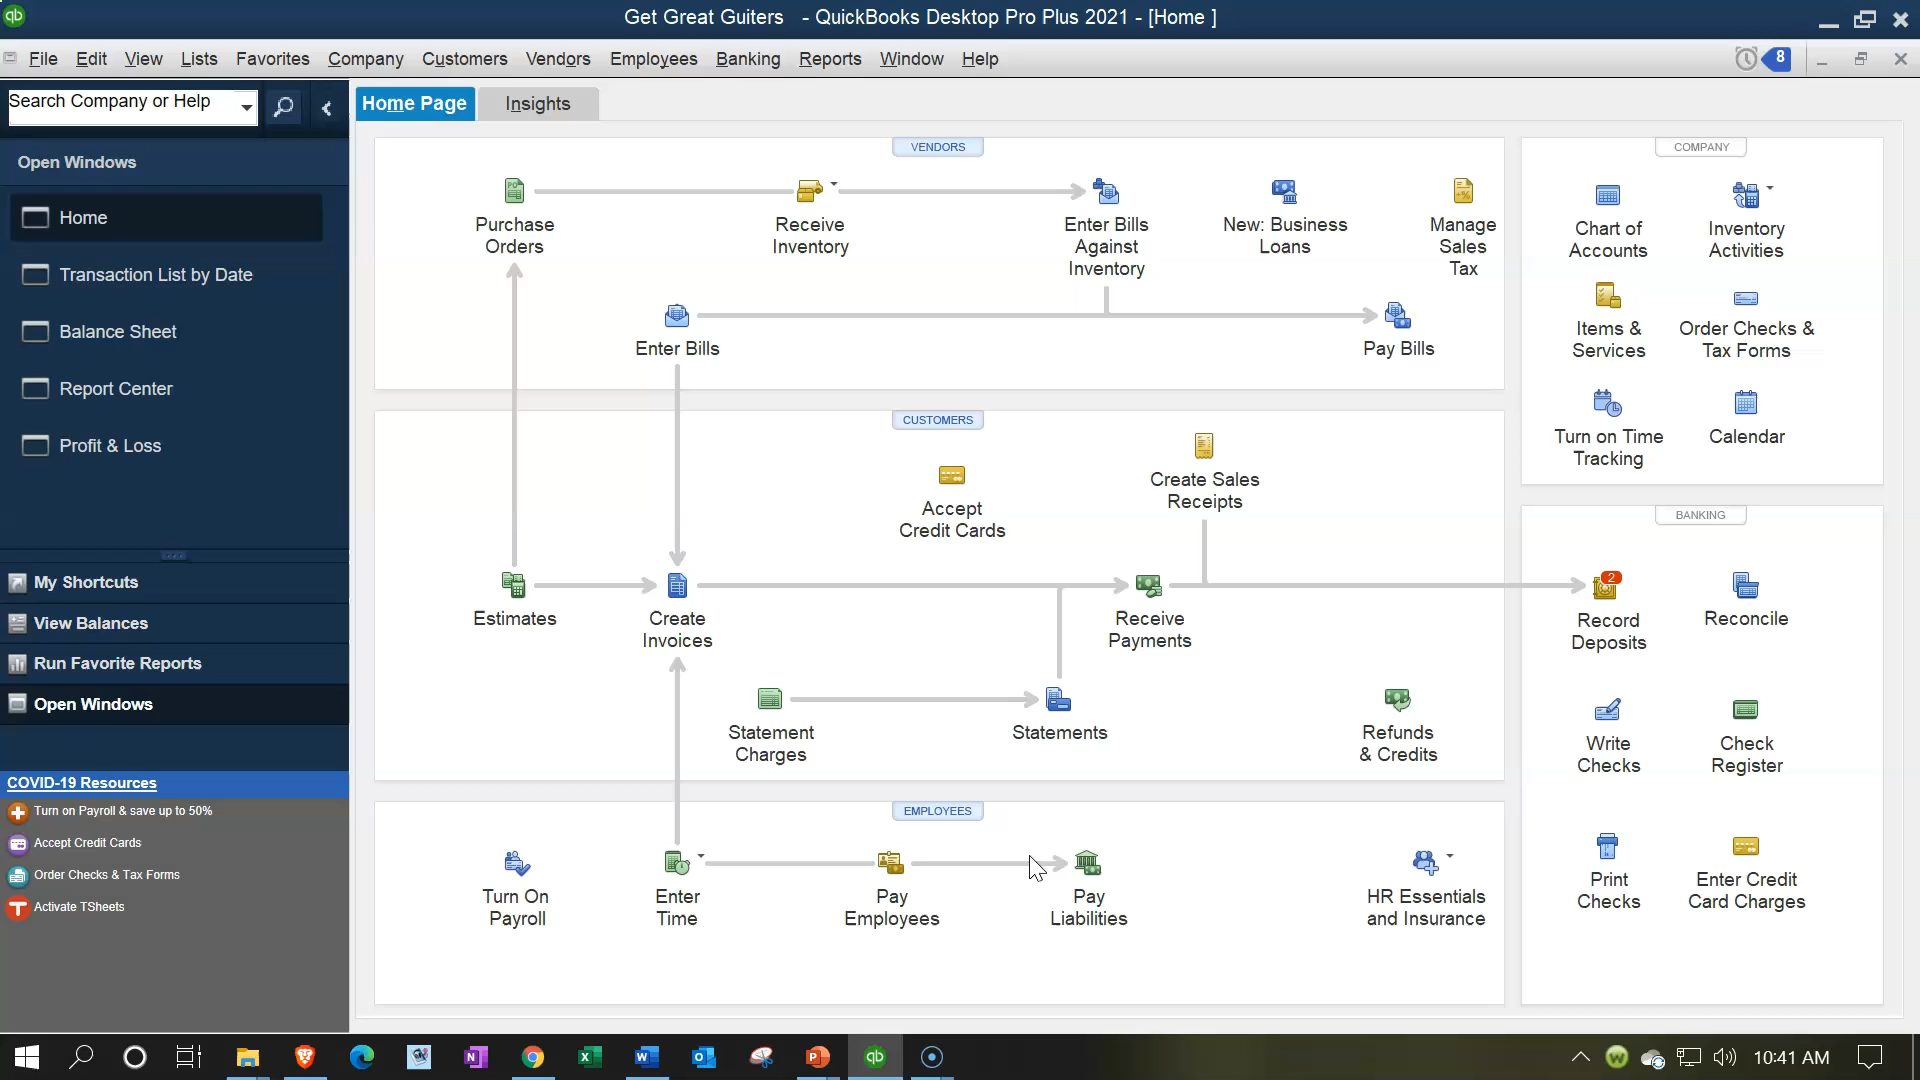 qb
Get Great Guiters - QuickBooks Desktop Pro Plus 2021 - [Home ]
File Edit View Lists Favorites Company Customers Vendors Employees Banking Reports Window Help
8
Search Company or Help
Open Windows
Home
Transaction List by Date
Balance Sheet
Report Center
Profit & Loss
My Shortcuts
View Balances
Run Favorite Reports
Open Windows
COVID-19 Resources
Turn on Payroll & save up to 50%
Accept Credit Cards
Order Checks & Tax Forms
Activate TSheets
Home Page
Insights
VENDORS
Purchase
Orders
Receive
Inventory
Enter Bills
Against
Inventory
New: Business
Loans
Manage
Sales
Tax
Enter Bills
Pay Bills
CUSTOMERS
Accept
Credit Cards
Create Sales
Receipts
Estimates
Create
Invoices
Receive
Payments
Statement
Charges
Statements
Refunds
& Credits
EMPLOYEES
Turn On
Payroll
Enter
Time
Pay
Employees
Pay
Liabilities
HR Essentials
and Insurance
COMPANY
Chart of
Accounts
Inventory
Activities
Items &
Services
Order Checks &
Tax Forms
Turn on Time
Tracking
Calendar
BANKING
2
Record
Deposits
Reconcile
Write
Checks
Check
Register
Print
Checks
Enter Credit
Card Charges
10:41 AM